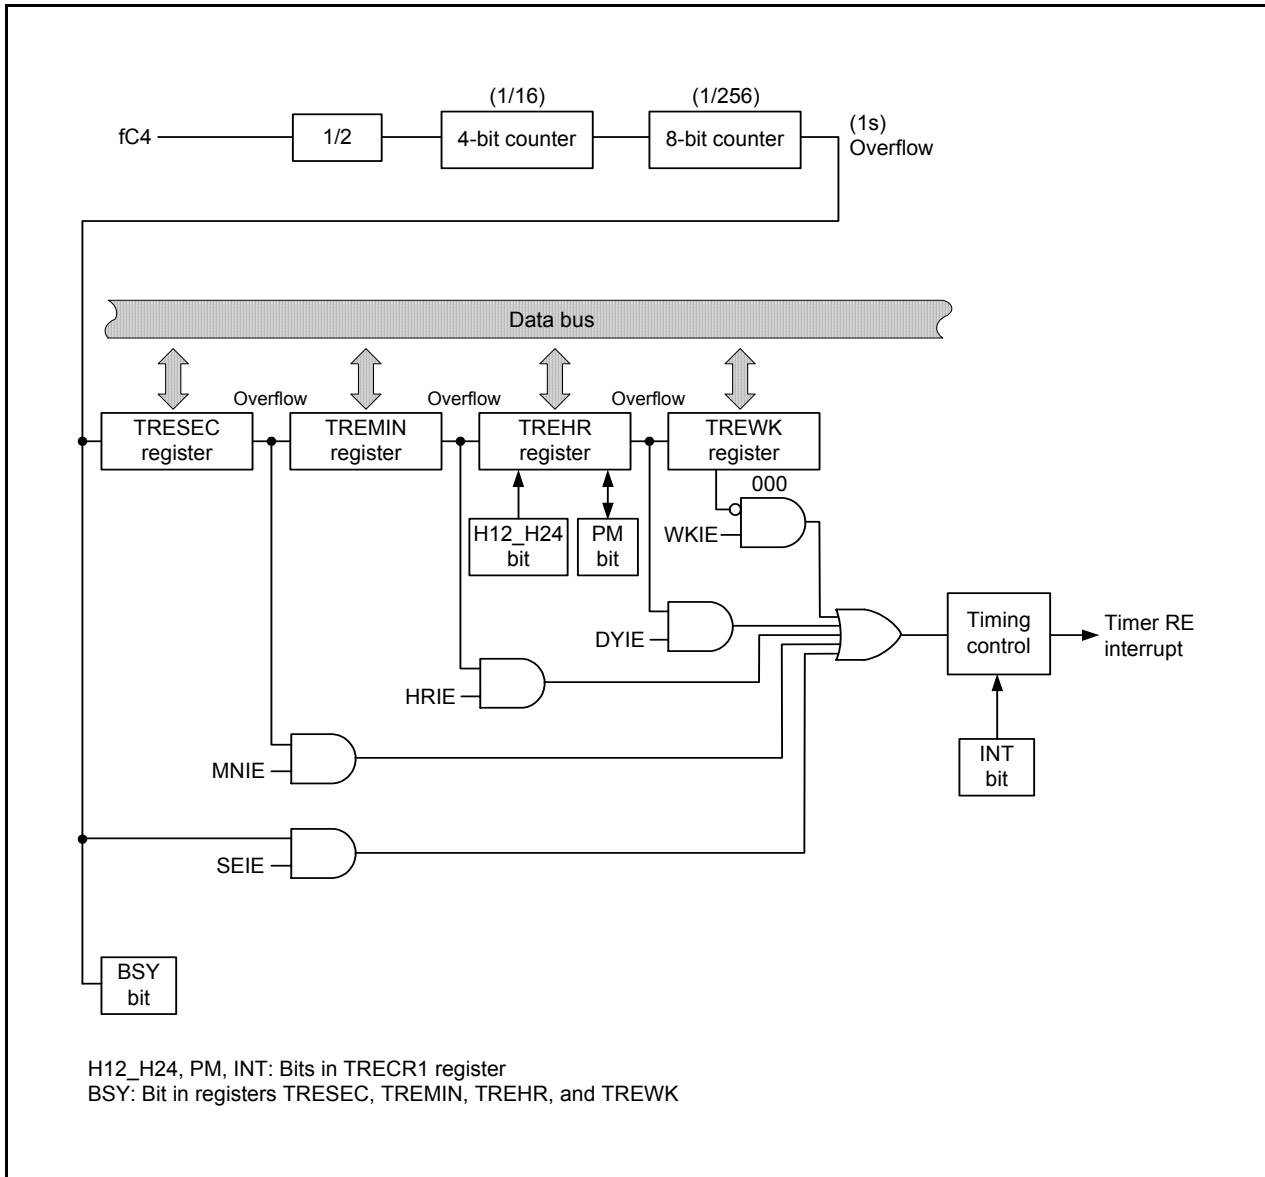 (1/16)
(1/256)
fC4
1/2
4-bit counter
8-bit counter
(1s)
Overflow
Data bus
Overflow
Overflow
Overflow
TRESEC
register
TREMIN
register
TREHR
register
TREWK
register
000
H12_H24
bit
PM
bit
WKIE
DYIE
Timing
control
Timer RE
interrupt
HRIE
MNIE
INT
bit
SEIE
BSY
bit
H12_H24, PM, INT: Bits in TRECR1 register
BSY: Bit in registers TRESEC, TREMIN, TREHR, and TREWK